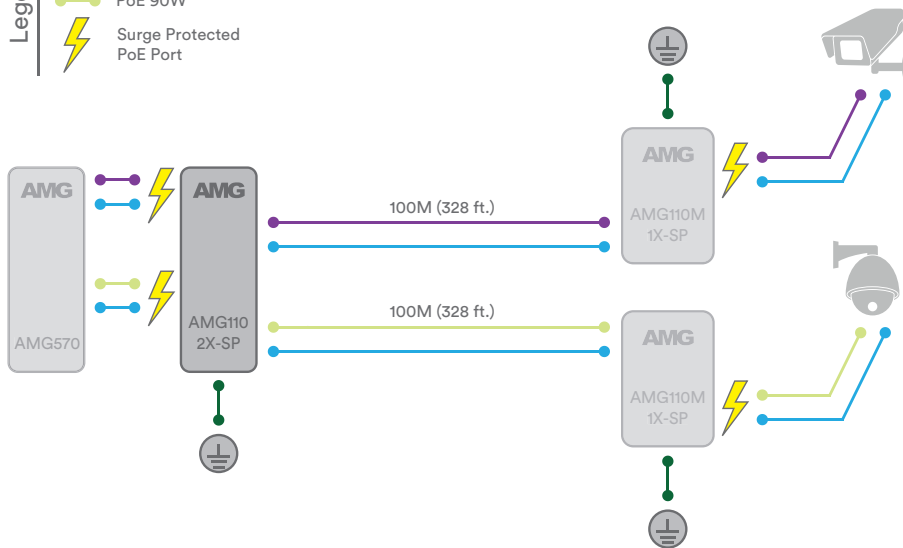 Lege
PoE 90W
Surge Protected
PoE Port
AMG
AMG570
AMG
AMG110
2X-SP
100M (328 ft.)
100M (328 ft.)
AMG
AMG110M
1X-SP
AMG
AMG110M
1X-SP